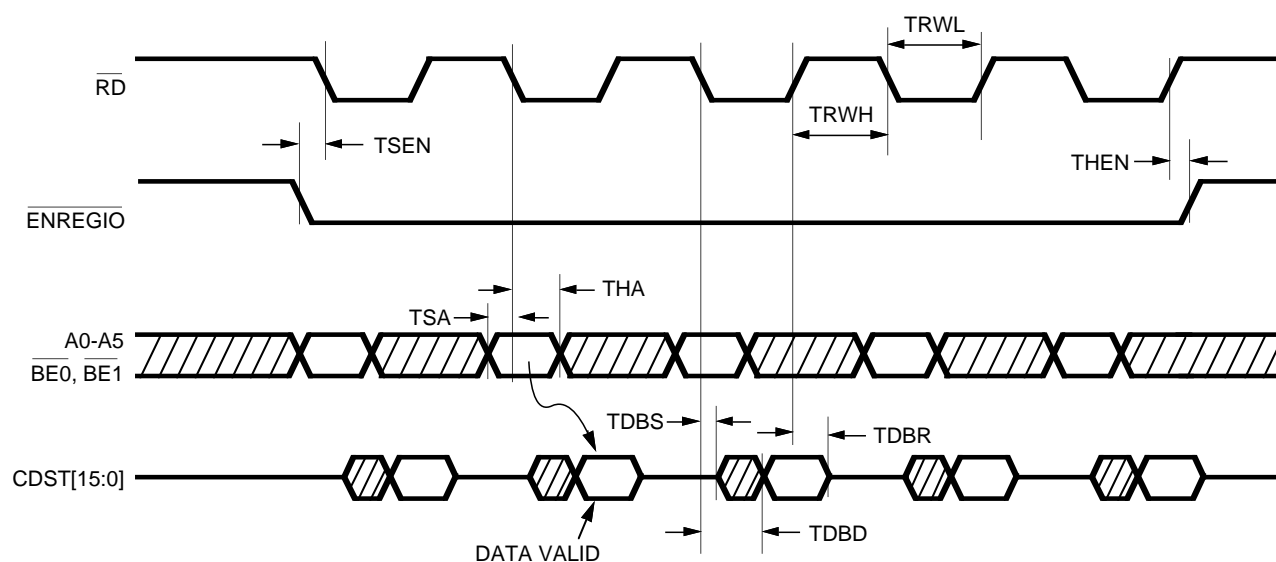 TRWL
RD
TRWH
TSEN
THEN
ENREGIO
THA
TSA
A0-A5
BE0, BE1
TDBS
TDBR
CDST[15:0]
TDBD
DATA VALID